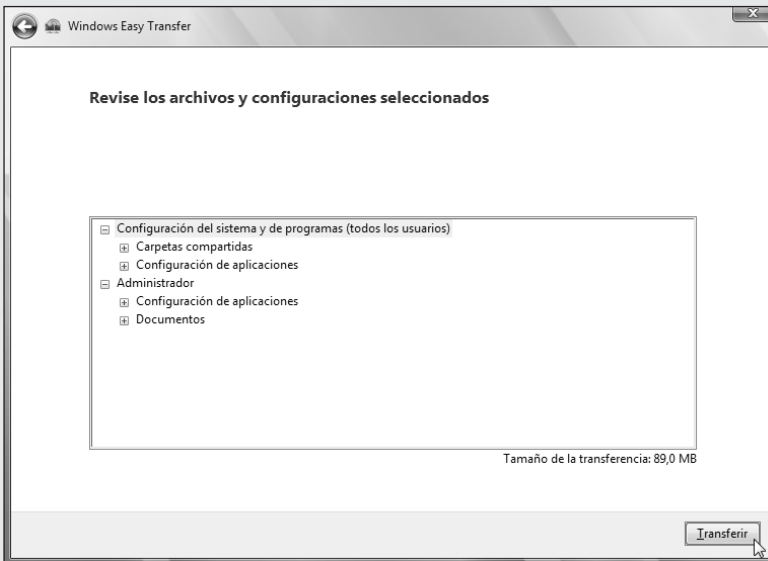 Windows Easy Transfer
Revise los archivos y configuraciones seleccionados
Configuración del sistema y de programas (todos los usuarios)
Carpetas compartidas
Configuración de aplicaciones
Administrador
Configuración de aplicaciones
Documentos
Tamaño de la transferencia: 89,0 MB
Transferir